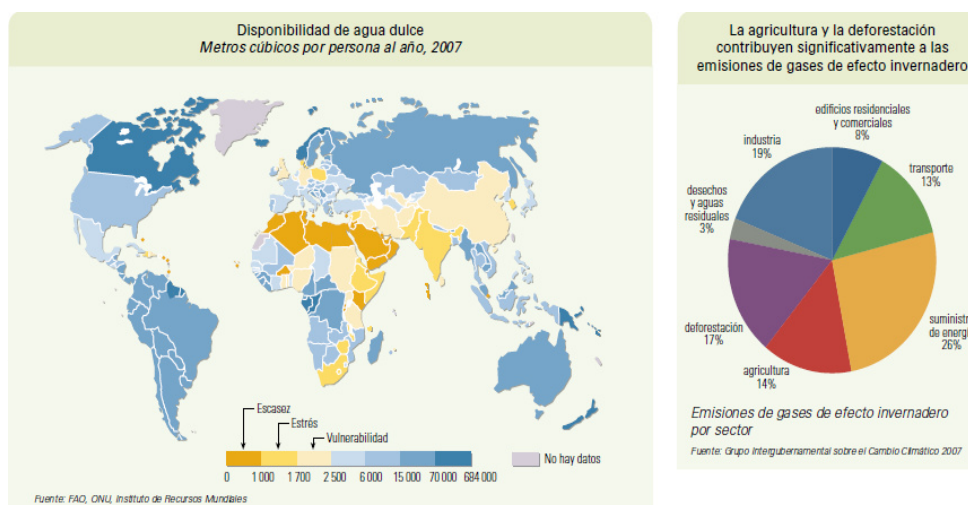 Disponibilidad de agua dulce
Metros cúbicos por persona al año, 2007
Escasez
Estrés
Vulnerabilidad
0 1 000 1 700 2 500 6 000 15 000 70 000 684 000
No hay datos
Fuente: FAO, ONU, Instituto de Recursos Mundiales
La agricultura y la deforestación
contribuyen significativamente a las
emisiones de gases de efecto invernadero
edificios residenciales
y comerciales
8%
transporte
13%
suministr
de energí
26%
agricultura
14%
deforestación
17%
desechos
y aguas
residuales
3%
industria
19%
Emisiones de gases de efecto invernadero
por sector
Fuente: Grupo Intergubernamental sobre el Cambio Climático 2007